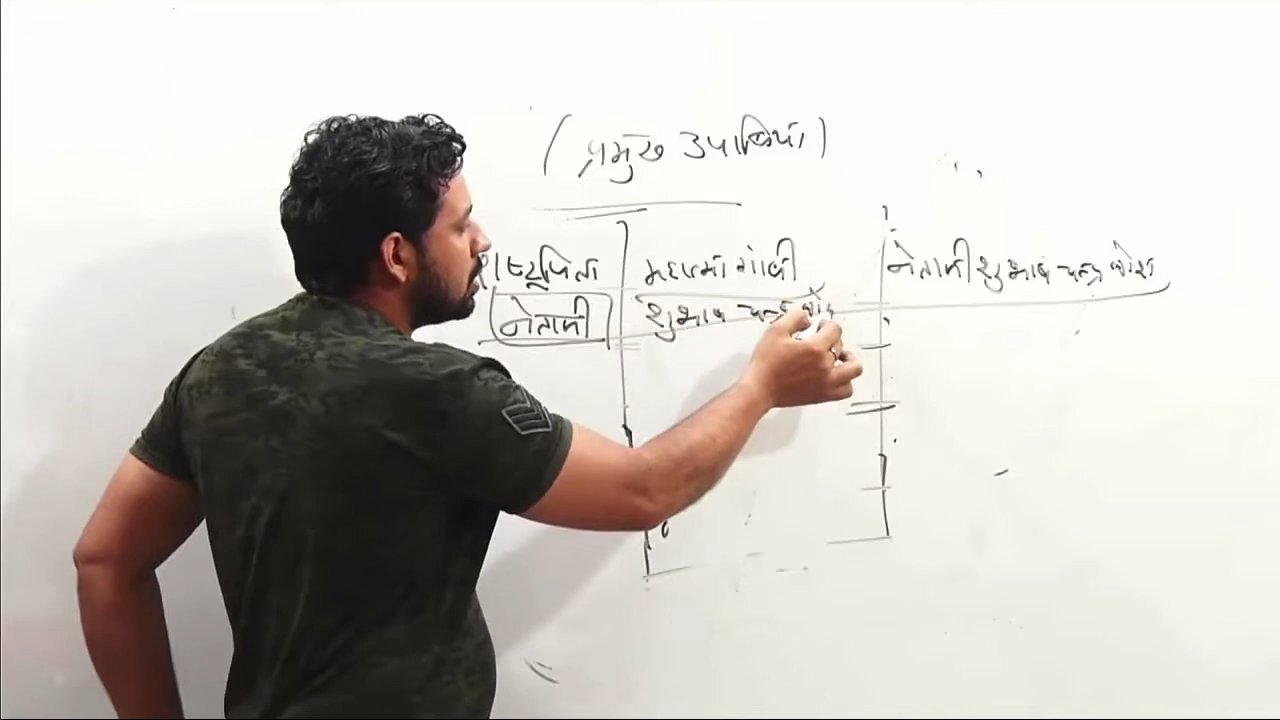 (प्रमुख उपाधियां)
राष्ट्रपिता महात्मा गांधी नेताजी शुभाष चन्द्र बोश
नेताजी शुभाष चन्द्र